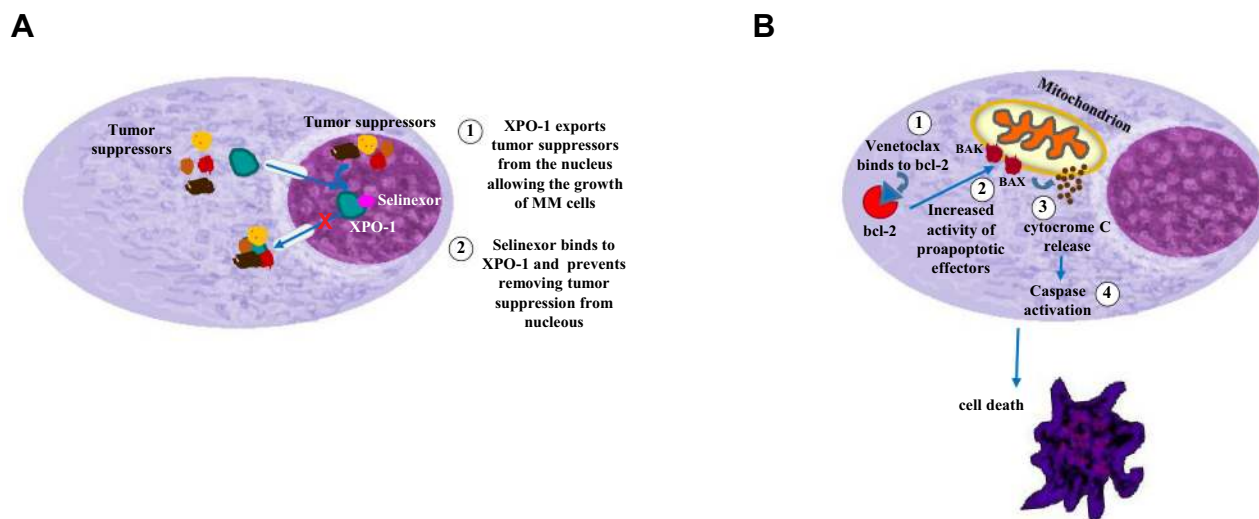 A
Tumor
suppressors
Tumor suppressors
Selinexor
XPO-1
X
1
XPO-1 exports
tumor suppressors
from the nucleus
allowing the growth
of MM cells
2
Selinexor binds to
XPO-1 and prevents
removing tumor
suppression from
nucleous
B
Mitochondrion
1
Venetoclax
binds to bcl-2
BAK
BAX
bcl-2
2
Increased
activity of
proapoptotic
effectors
3
cytocrome C
release
Caspase
activation
4
cell death